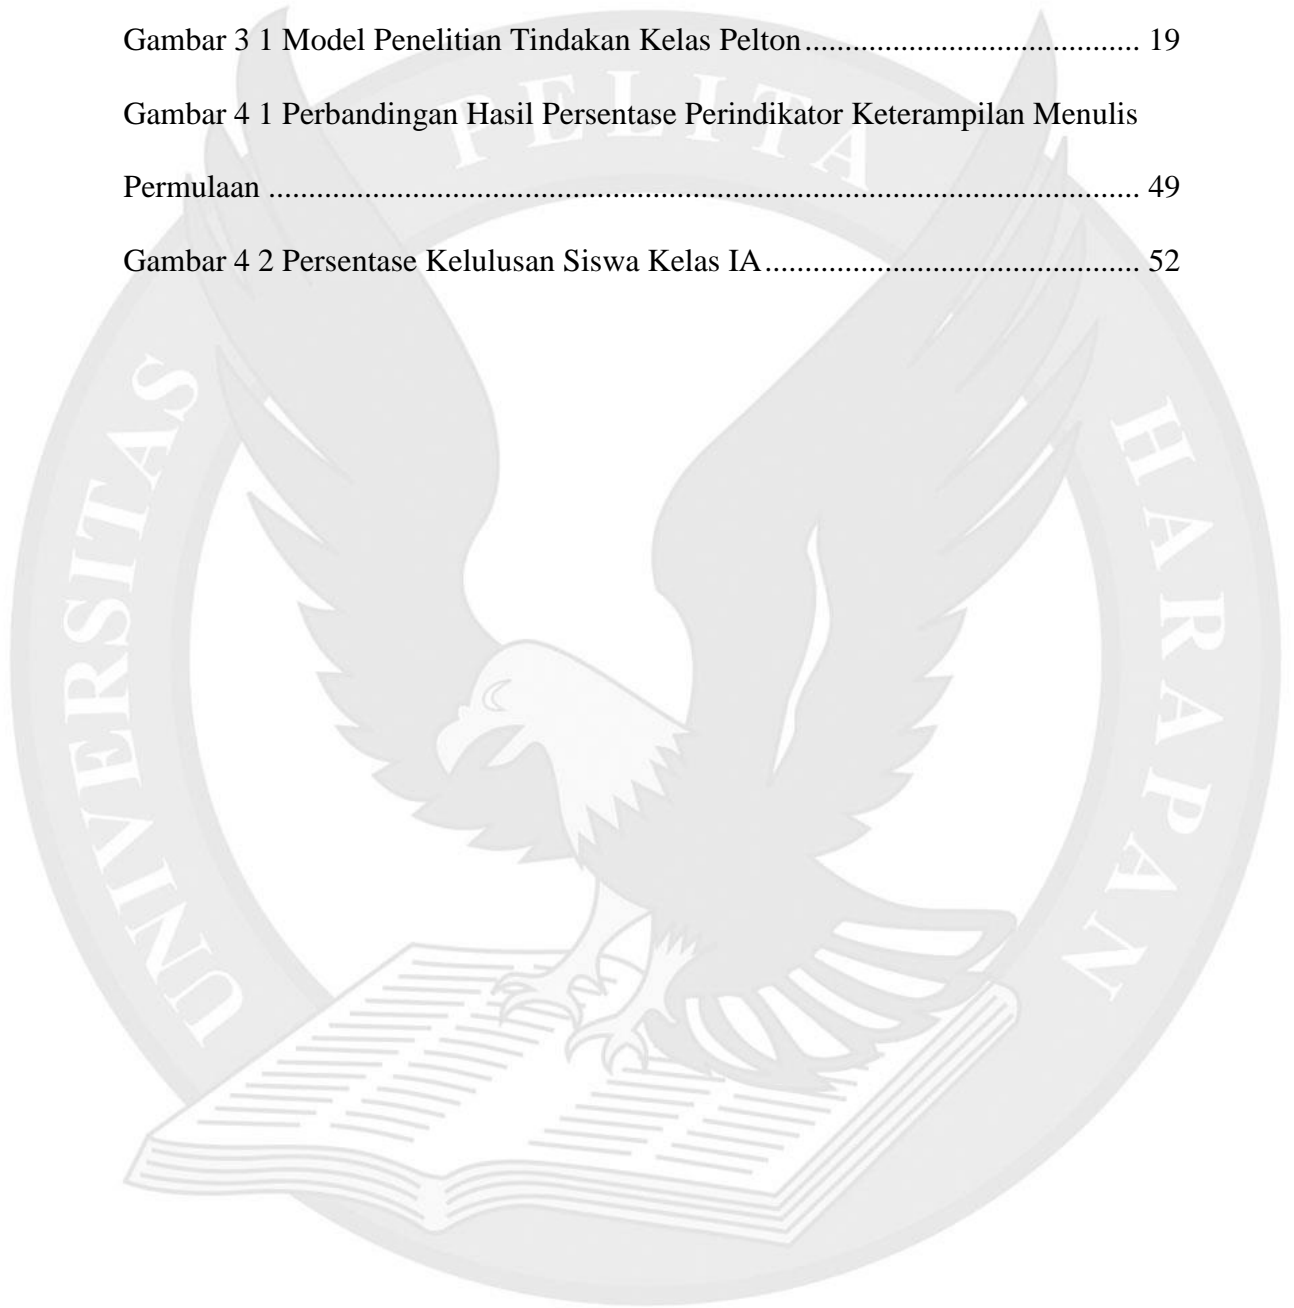 Gambar 3 1 Model Penelitian Tindakan Kelas Pelton.......................................... 19
Gambar 4 1 Perbandingan Hasil Persentase Perindikator Keterampilan Menulis
Permulaan ............................................................................................................. 49
Gambar 4 2 Persentase Kelulusan Siswa Kelas IA............................................... 52
UNIVERSITAS
PELITA
HARAPAN